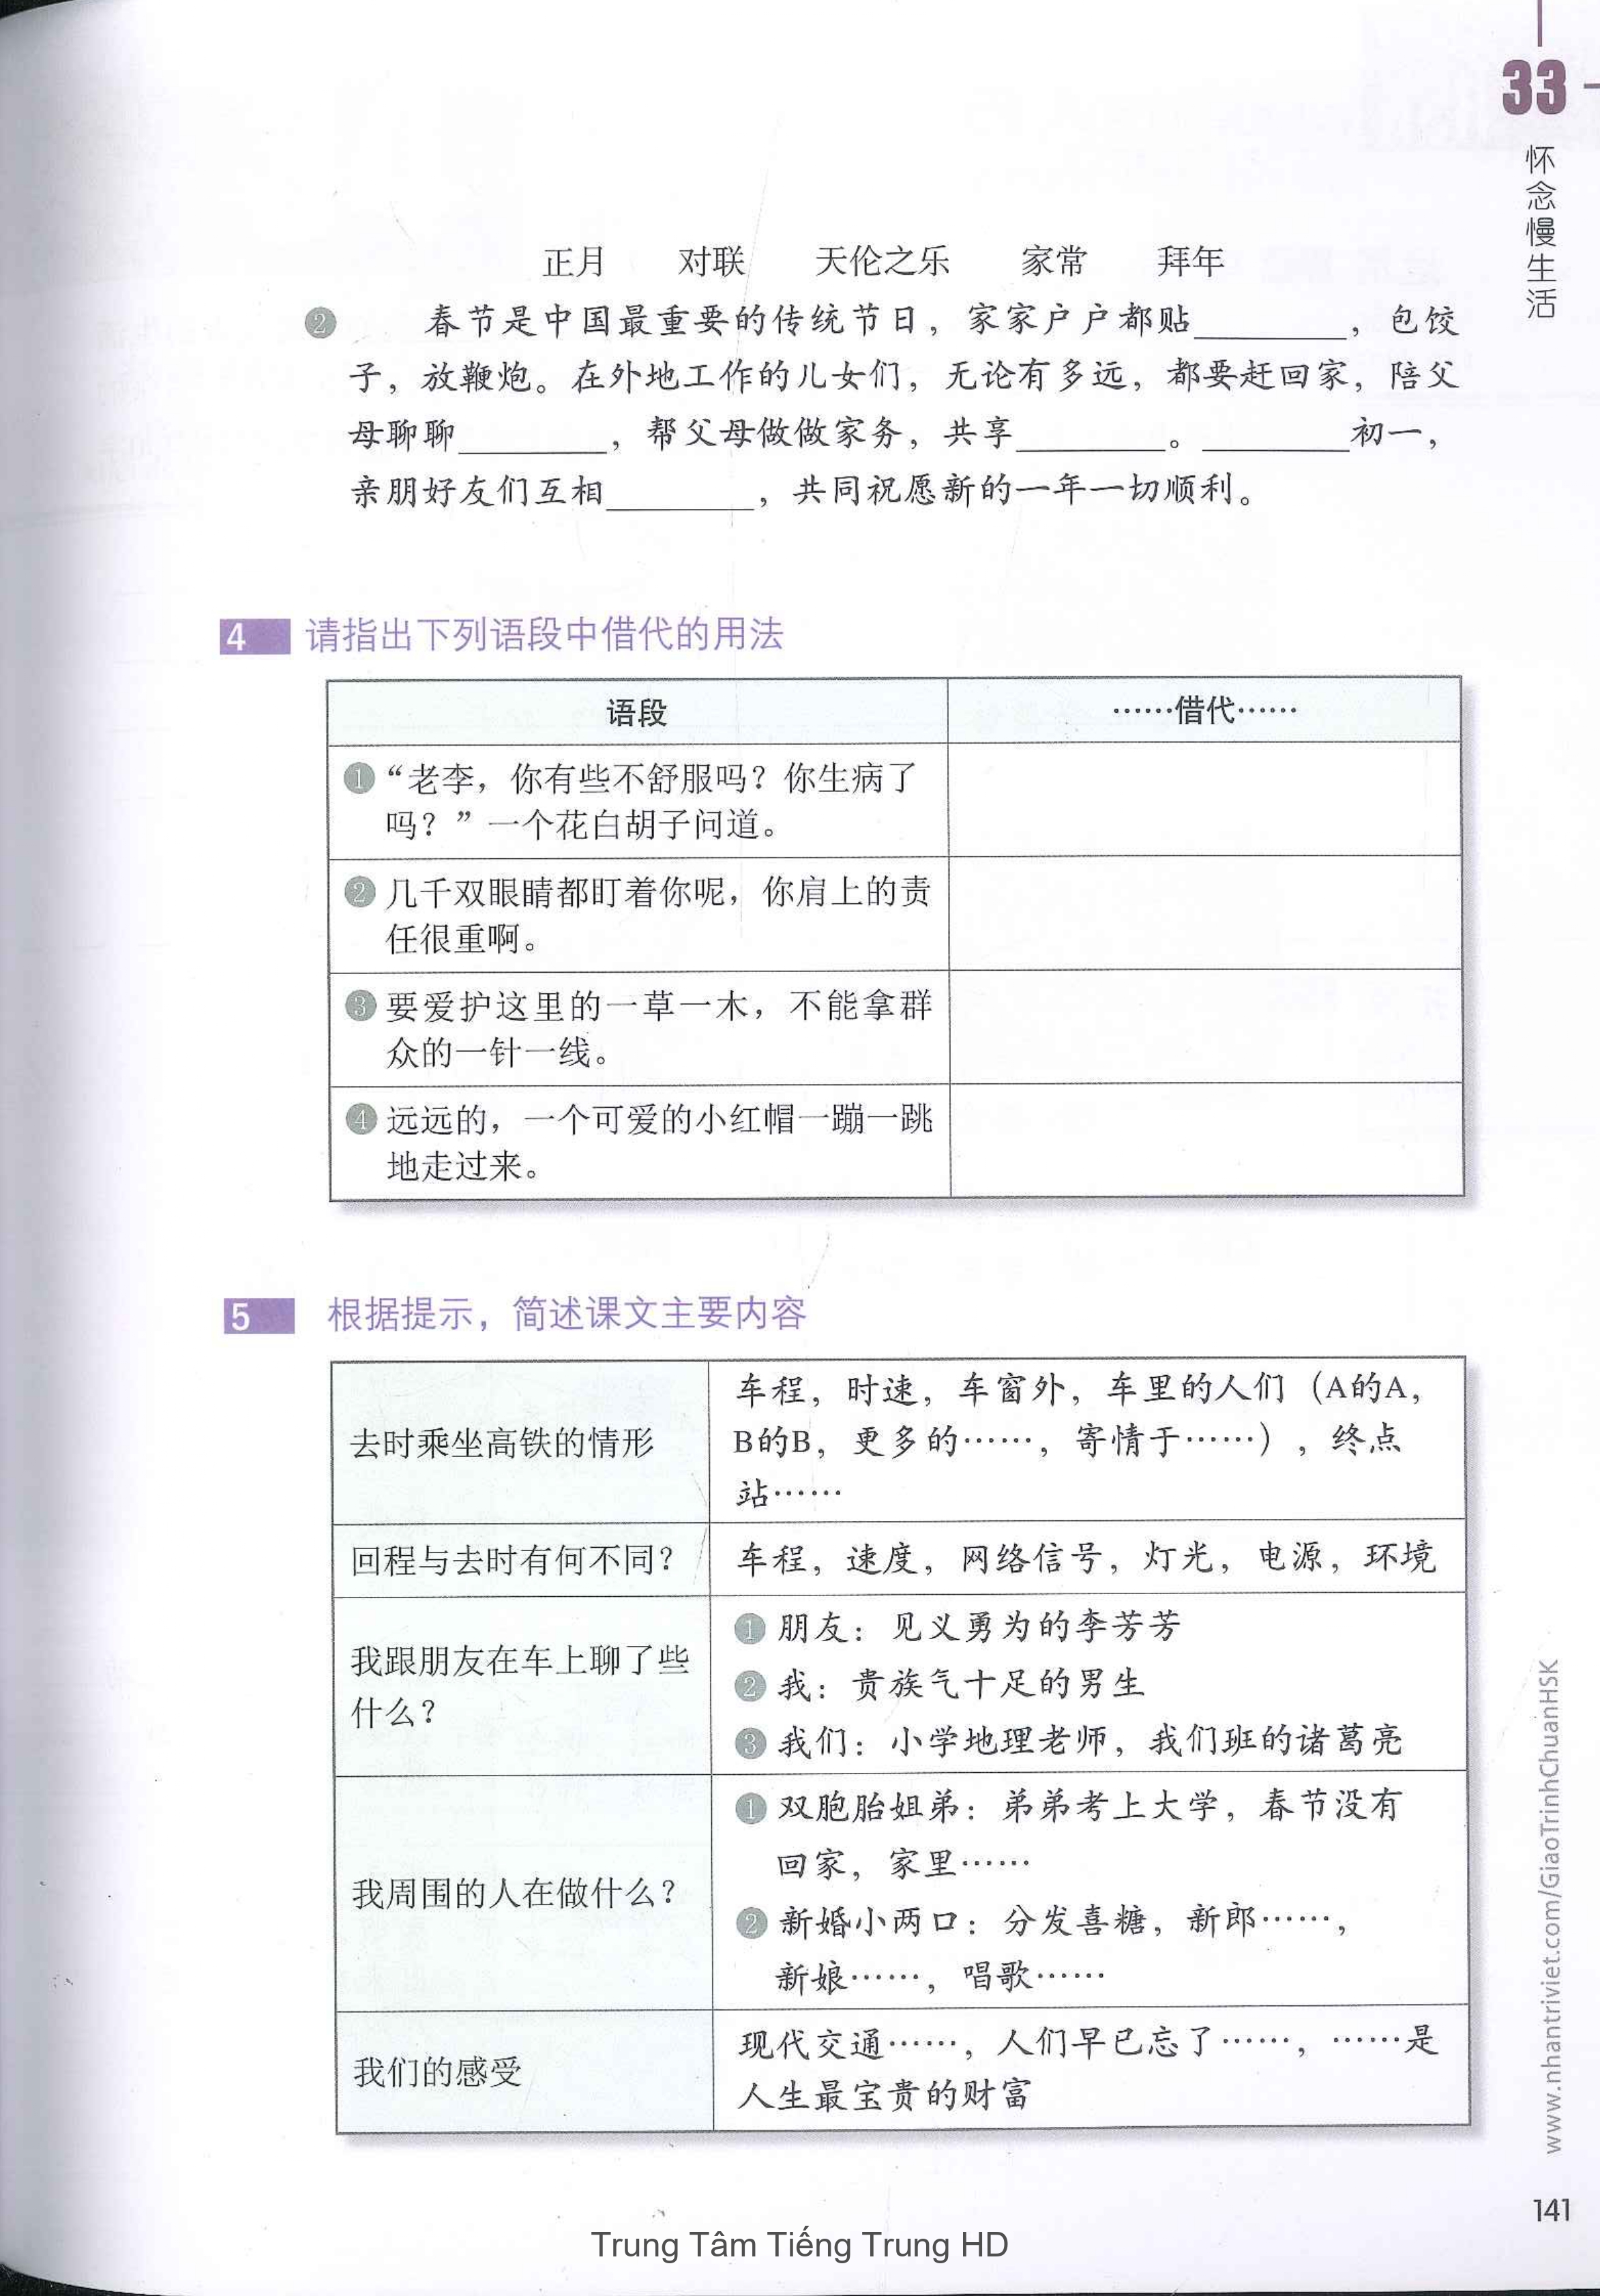 33
怀念慢生活
正月 对联 天伦之乐 家常 拜年
② 春节是中国最重要的传统节日，家家户户都贴________，包饺
子，放鞭炮。在外地工作的儿女们，无论有多远，都要赶回家，陪父
母聊聊________，帮父母做做家务，共享________。________初一，
亲朋好友们互相________，共同祝愿新的一年一切顺利。
4 请指出下列语段中借代的用法
语段 ……借代……
① “老李，你有些不舒服吗？你生病了
吗？”一个花白胡子问道。
② 几千双眼睛都盯着你呢，你肩上的责
任很重啊。
③ 要爱护这里的一草一木，不能拿群
众的一针一线。
④ 远远的，一个可爱的小红帽一蹦一跳
地走过来。
5 根据提示，简述课文主要内容
去时乘坐高铁的情形
车程，时速，车窗外，车里的人们（A的A，
B的B，更多的……，寄情于……），终点
站……
回程与去时有何不同？
车程，速度，网络信号，灯光，电源，环境
我跟朋友在车上聊了些
什么？
① 朋友：见义勇为的李芳芳
② 我：贵族气十足的男生
③ 我们：小学地理老师，我们班的诸葛亮
我周围的人在做什么？
① 双胞胎姐弟：弟弟考上大学，春节没有
回家，家里……
② 新婚小两口：分发喜糖，新郎……，
新娘……，唱歌……
我们的感受
现代交通……，人们早已忘了……，……是
人生最宝贵的财富
www.nhantriviet.com/GiaoTrinhChuanHSK
141
Trung Tâm Tiếng Trung HD